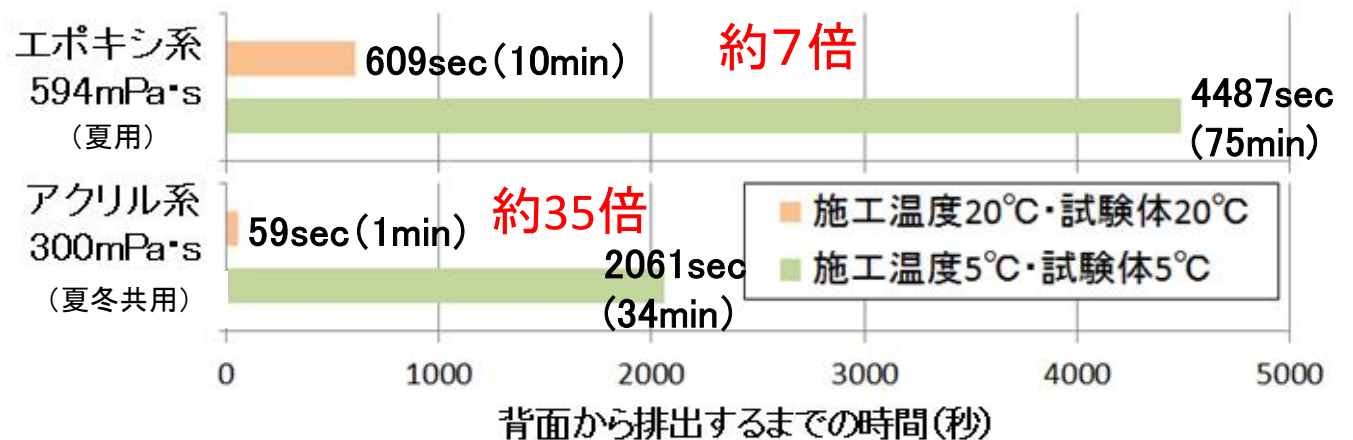 エポキシ系
594mPa・s
（夏用）
609sec（10min）
約7倍
4487sec
（75min）
アクリル系
300mPa・s
（夏冬共用）
59sec（1min）
約35倍
2061sec
（34min）
施工温度20℃・試験体20℃
施工温度5℃・試験体5℃
0 1000 2000 3000 4000 5000
背面から排出するまでの時間（秒）